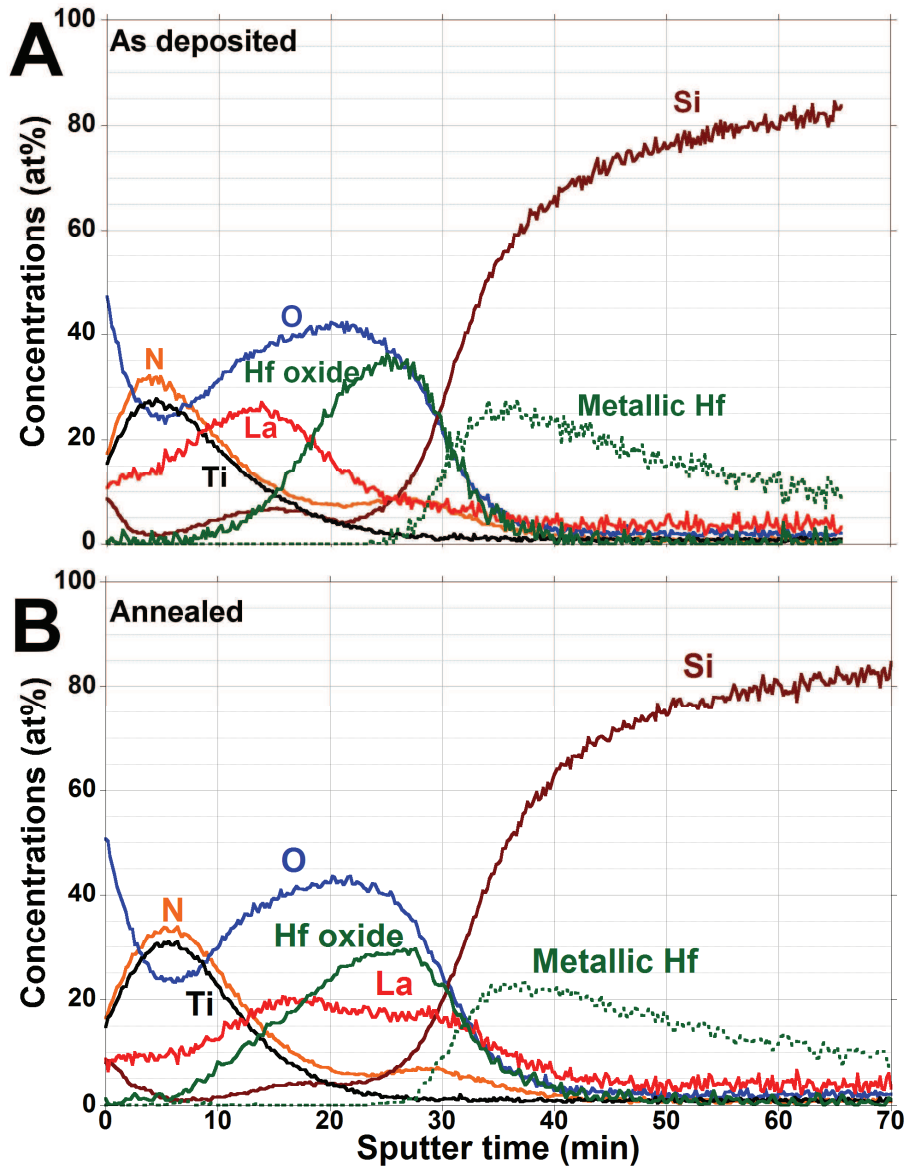 A
As deposited
Concentrations (at%)
100
80
60
40
20
0
Si
O
N
Hf oxide
La
Ti
Metallic Hf
B
Annealed
Concentrations (at%)
100
80
60
40
20
0
Si
O
N
Hf oxide
La
Ti
Metallic Hf
0 10 20 30 40 50 60 70
Sputter time (min)